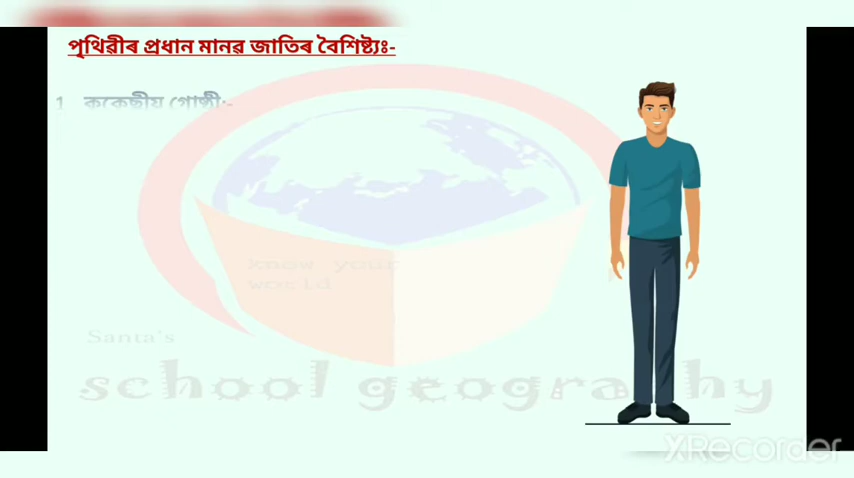 পৃথিৱীৰ প্ৰধান মানৱ জাতিৰ বৈশিষ্ট্যঃ-
1. ককেছীয় গোষ্ঠী:-
know your
world
Santa's
school geography
XRecorder